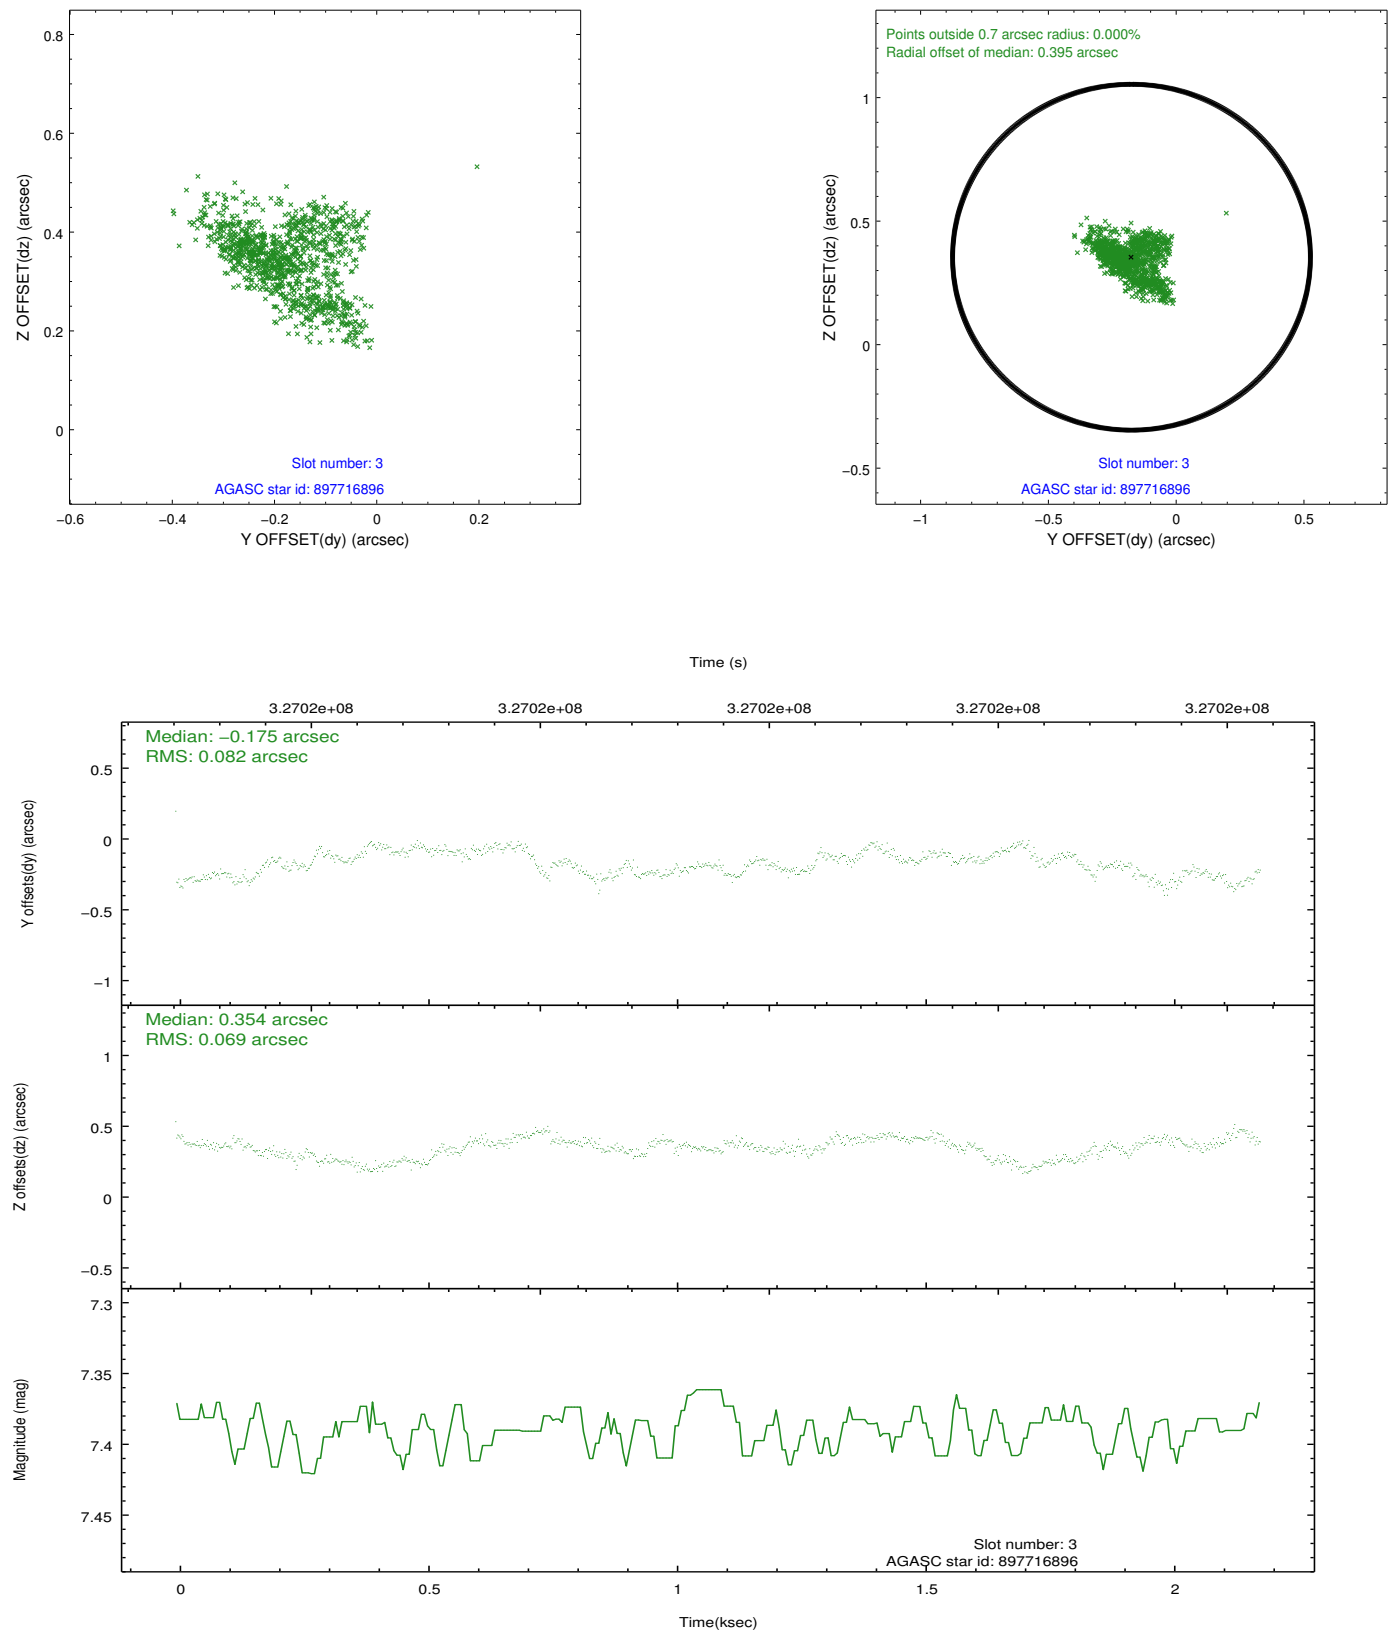 0.8
0.6
0.4
0.2
0
−0.6
−0.4
−0.2
0
0.2
Z OFFSET(dz) (arcsec)
Y OFFSET(dy) (arcsec)
Slot number: 3
AGASC star id: 897716896
Points outside 0.7 arcsec radius: 0.000%
Radial offset of median: 0.395 arcsec
1
0.5
0
−0.5
−1
−0.5
0
0.5
Z OFFSET(dz) (arcsec)
Y OFFSET(dy) (arcsec)
Slot number: 3
AGASC star id: 897716896
Time (s)
3.2702e+08
3.2702e+08
3.2702e+08
3.2702e+08
3.2702e+08
Median: −0.175 arcsec
RMS: 0.082 arcsec
0.5
0
−0.5
−1
Y offsets(dy) (arcsec)
Median: 0.354 arcsec
RMS: 0.069 arcsec
1
0.5
0
−0.5
Z offsets(dz) (arcsec)
7.3
7.35
7.4
7.45
Magnitude (mag)
Slot number: 3
AGASC star id: 897716896
0
0.5
1
1.5
2
Time(ksec)